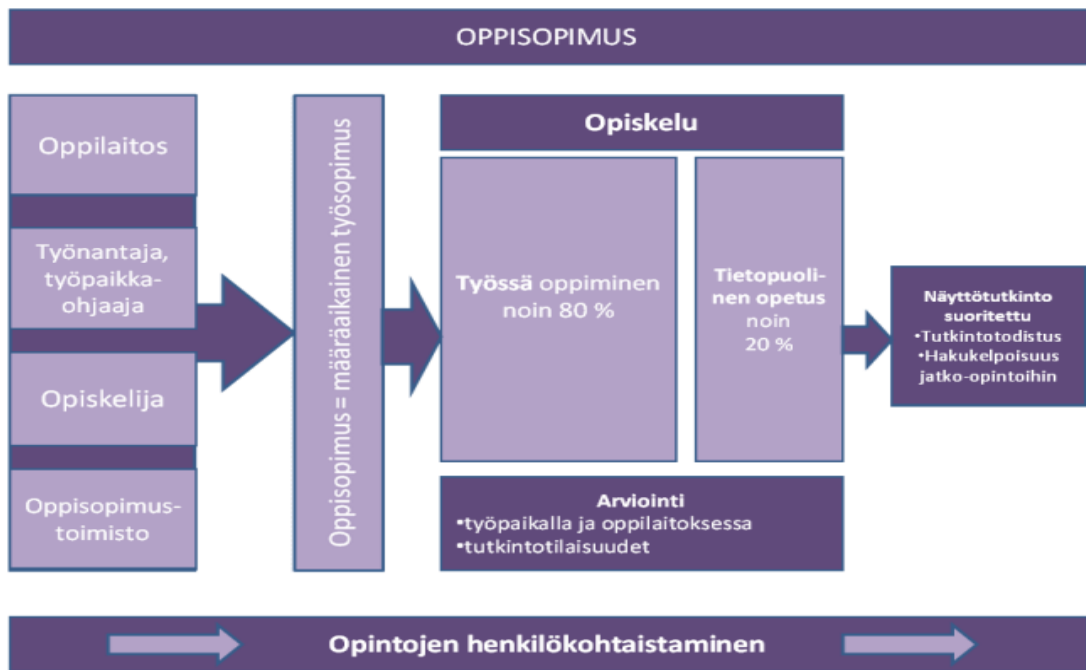 OPPISOPIMUS
Oppilaitos
Työnantaja,
työpaikka-
ohjaaja
Opiskelija
Oppisopimus-
toimisto
Oppisopimus = määräaikainen työsopimus
Opiskelu
Työssä oppiminen
noin 80 %
Tietopuoli-
nen opetus
noin
20 %
Arviointi
•työpaikalla ja oppilaitoksessa
•tutkintotilaisuudet
Näyttötutkinto
suoritettu
•Tutkintotodistus
•Hakukelpoisuus
jatko-opintoihin
Opintojen henkilökohtaistaminen